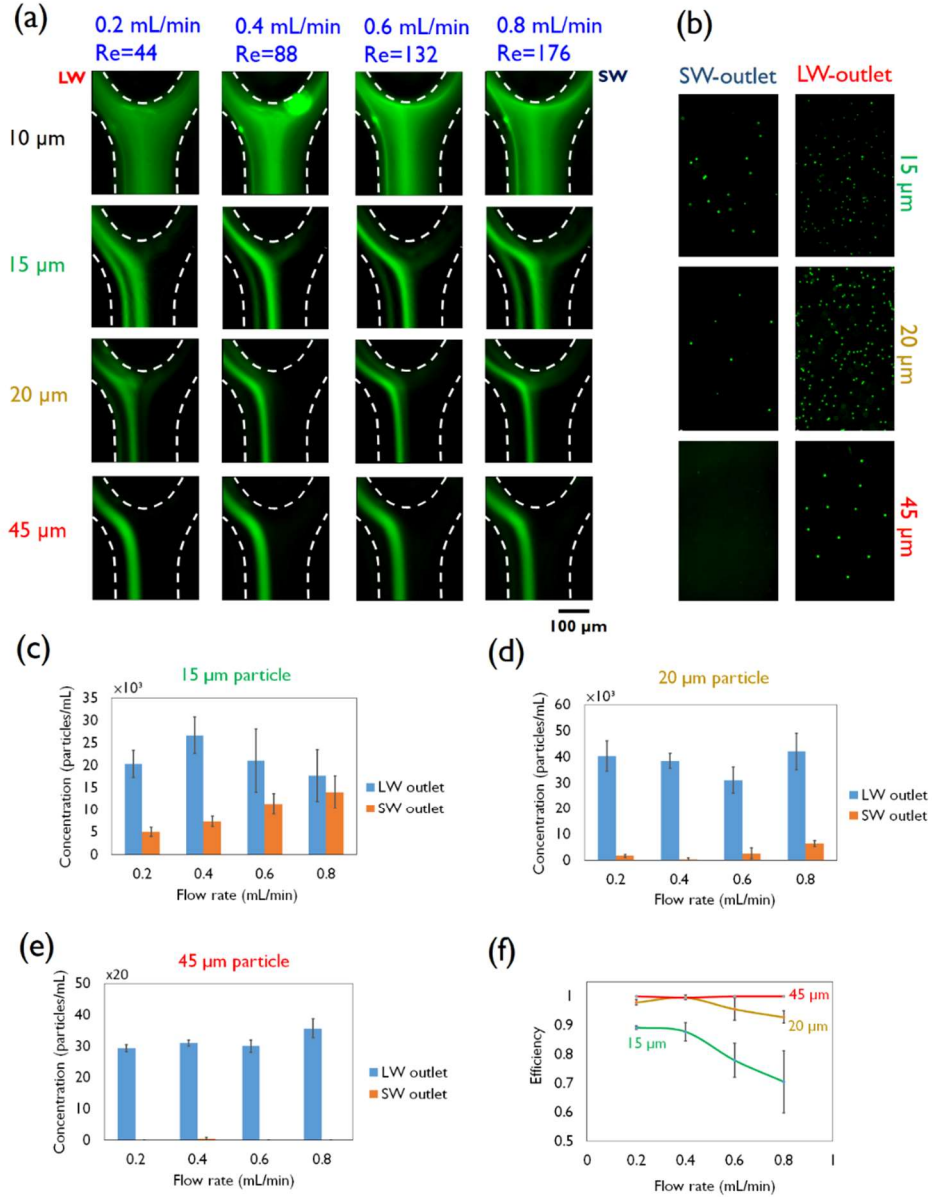 (a)
0.2 mL/min 0.4 mL/min 0.6 mL/min 0.8 mL/min
Re=44 Re=88 Re=132 Re=176
LW SW
10 µm
15 µm
20 µm
45 µm
100 µm
(b)
SW-outlet LW-outlet
15 µm
20 µm
45 µm
(c)
15 µm particle
×10³
Concentration (particles/mL)
35
30
25
20
15
10
5
0
0.2 0.4 0.6 0.8
Flow rate (mL/min)
LW outlet
SW outlet
(d)
20 µm particle
×10³
Concentration (particles/mL)
60
50
40
30
20
10
0
0.2 0.4 0.6 0.8
Flow rate (mL/min)
LW outlet
SW outlet
(e)
45 µm particle
x20
Concentration (particles/mL)
50
40
30
20
10
0
0.2 0.4 0.6 0.8
Flow rate (mL/min)
LW outlet
SW outlet
(f)
Efficiency
1
0.9
0.8
0.7
0.6
0.5
45 µm
20 µm
15 µm
0 0.2 0.4 0.6 0.8 1
Flow rate (mL/min)